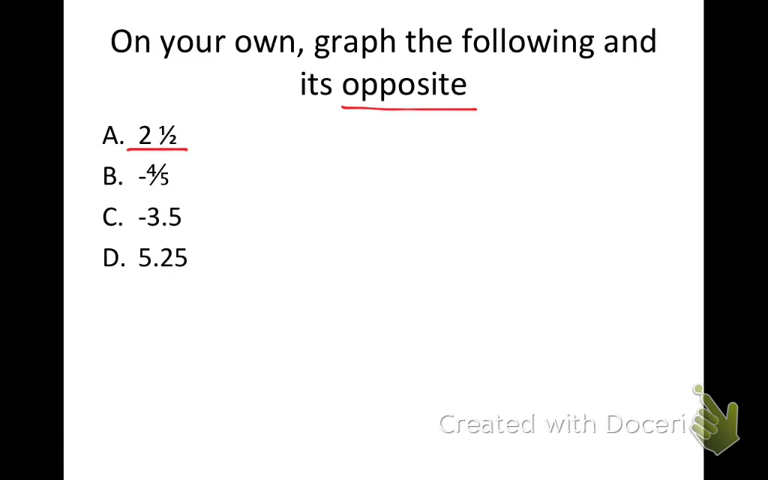 On your own, graph the following and
its opposite
A. 2 ½
B. -⅘
C. -3.5
D. 5.25
Created with Doceri